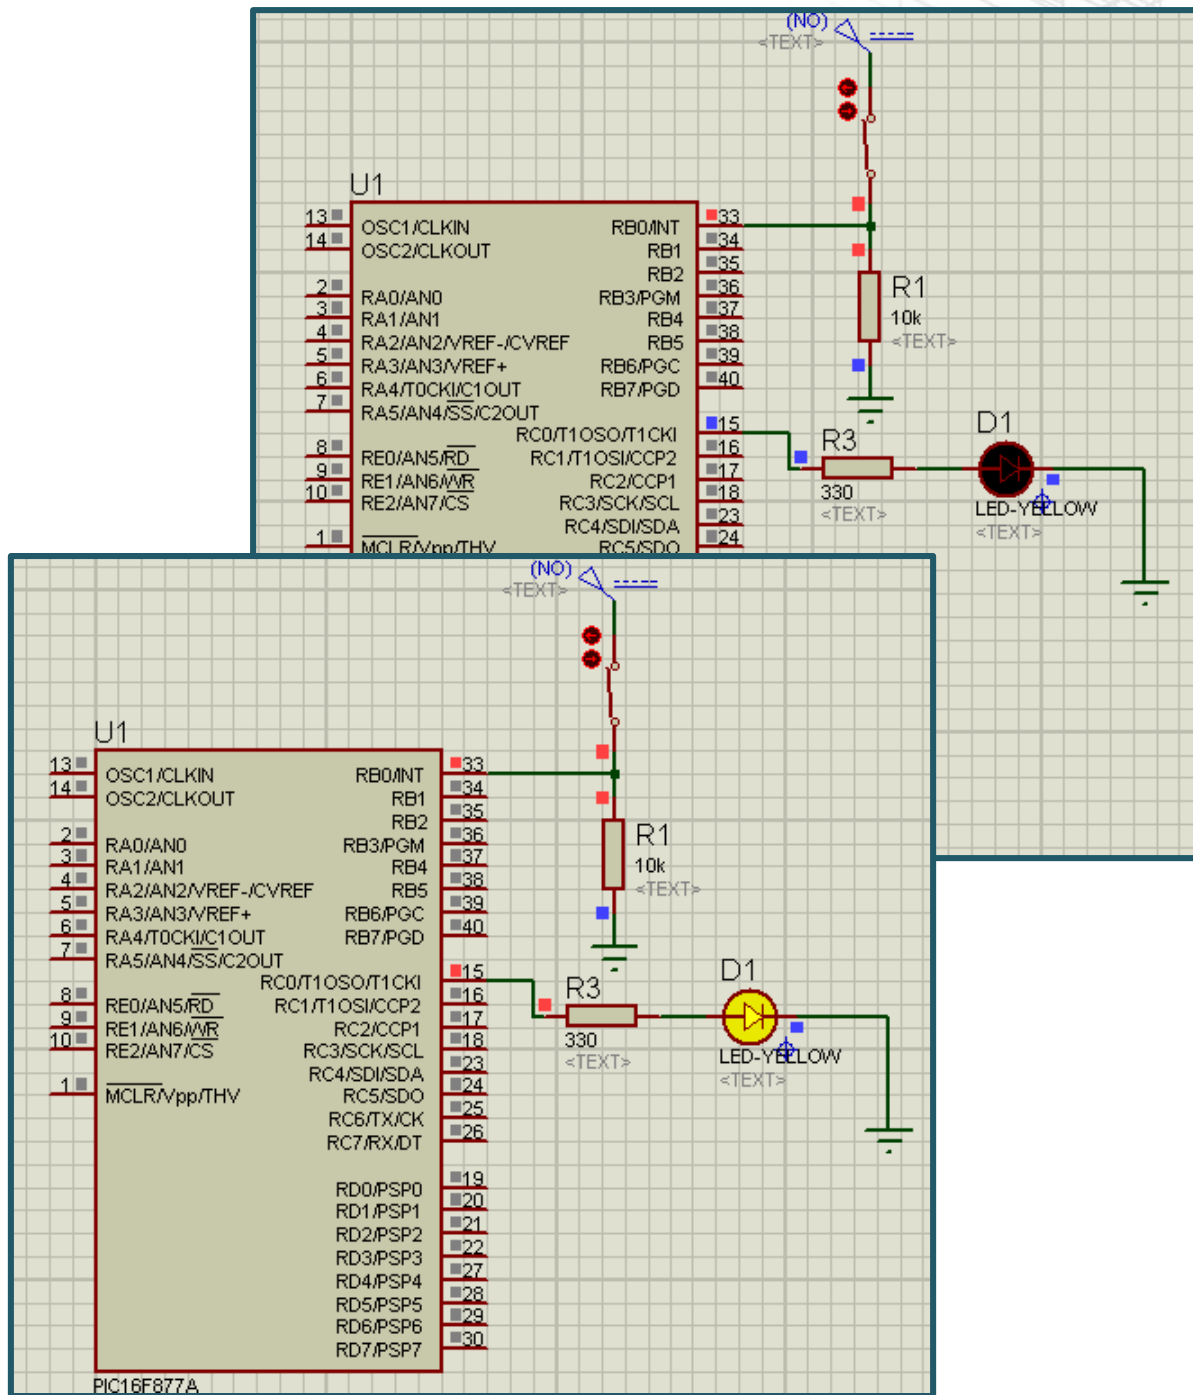 (NO)
<TEXT>
U1
13 OSC1/CLKIN RB0/INT 33
14 OSC2/CLKOUT RB1 34
RB2 35
2 RA0/AN0 RB3/PGM 36
3 RA1/AN1 RB4 37
4 RA2/AN2/VREF-/CVREF RB5 38
5 RA3/AN3/VREF+ RB6/PGC 39
6 RA4/T0CKI/C1OUT RB7/PGD 40
7 RA5/AN4/SS/C2OUT
R1
10k
<TEXT>
RC0/T1OSO/T1CKI 15
8 RE0/AN5/RD RC1/T1OSI/CCP2 16
9 RE1/AN6/WR RC2/CCP1 17
10 RE2/AN7/CS RC3/SCK/SCL 18
RC4/SDI/SDA 23
1 MCLR/Vpp/THV RC5/SDO 24
R3
330
<TEXT>
D1
LED-YELLOW
<TEXT>
(NO)
<TEXT>
U1
13 OSC1/CLKIN RB0/INT 33
14 OSC2/CLKOUT RB1 34
RB2 35
2 RA0/AN0 RB3/PGM 36
3 RA1/AN1 RB4 37
4 RA2/AN2/VREF-/CVREF RB5 38
5 RA3/AN3/VREF+ RB6/PGC 39
6 RA4/T0CKI/C1OUT RB7/PGD 40
7 RA5/AN4/SS/C2OUT
R1
10k
<TEXT>
RC0/T1OSO/T1CKI 15
8 RE0/AN5/RD RC1/T1OSI/CCP2 16
9 RE1/AN6/WR RC2/CCP1 17
10 RE2/AN7/CS RC3/SCK/SCL 18
RC4/SDI/SDA 23
1 MCLR/Vpp/THV RC5/SDO 24
RC6/TX/CK 25
RC7/RX/DT 26
RD0/PSP0 19
RD1/PSP1 20
RD2/PSP2 21
RD3/PSP3 22
RD4/PSP4 27
RD5/PSP5 28
RD6/PSP6 29
RD7/PSP7 30
R3
330
<TEXT>
D1
LED-YELLOW
<TEXT>
PIC16F877A